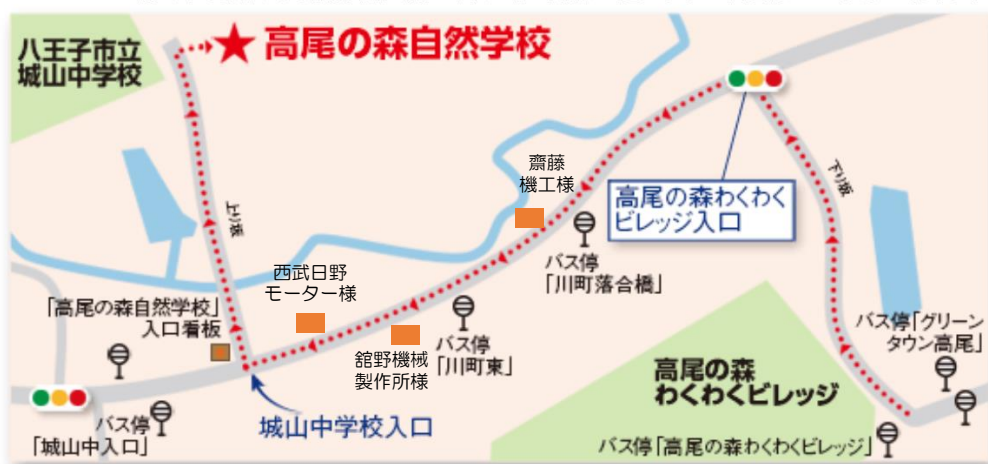 八王子市立
城山中学校
高尾の森自然学校
齋藤
機工様
高尾の森わくわく
ビレッジ入口
下り坂
上り坂
バス停
「川町落合橋」
西武日野
モーター様
「高尾の森自然学校」
入口看板
舘野機械
製作所様
バス停
「川町東」
バス停「グリーン
タウン高尾」
高尾の森
わくわくビレッジ
城山中学校入口
バス停
「城山中入口」
バス停「高尾の森わくわくビレッジ」